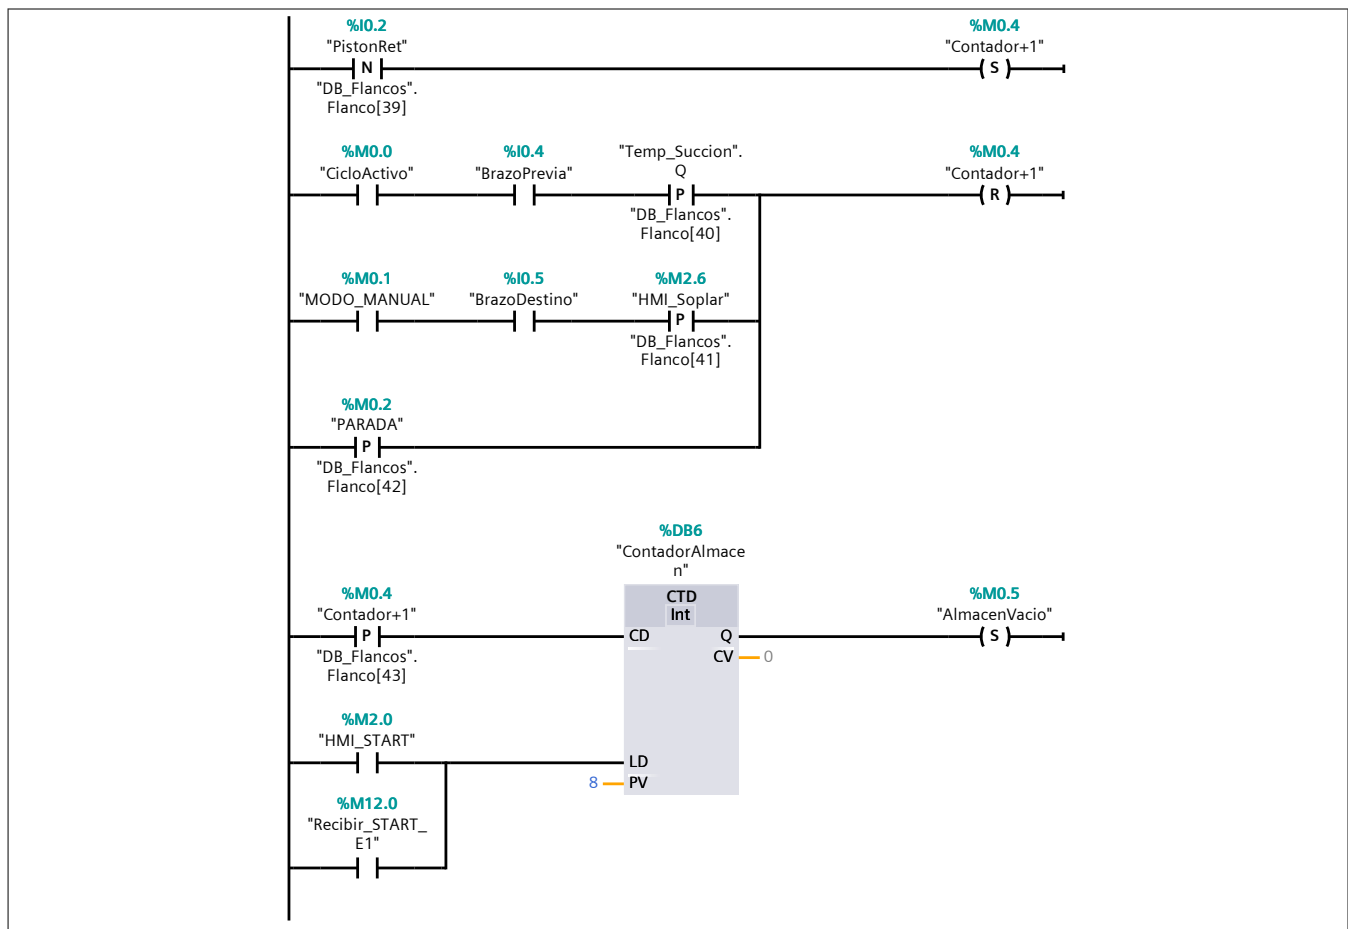 %I0.2
"PistonRet"
N
"DB_Flancos".
Flanco[39]
%M0.4
"Contador+1"
S
%M0.0
"CicloActivo"
%I0.4
"BrazoPrevia"
"Temp_Succion".
Q
P
"DB_Flancos".
Flanco[40]
%M0.4
"Contador+1"
R
%M0.1
"MODO_MANUAL"
%I0.5
"BrazoDestino"
%M2.6
"HMI_Soplar"
P
"DB_Flancos".
Flanco[41]
%M0.2
"PARADA"
P
"DB_Flancos".
Flanco[42]
%DB6
"ContadorAlmace
n"
CTD
Int
%M0.4
"Contador+1"
P
"DB_Flancos".
Flanco[43]
CD
Q
CV
0
%M0.5
"AlmacenVacio"
S
%M2.0
"HMI_START"
LD
8
PV
%M12.0
"Recibir_START_
E1"